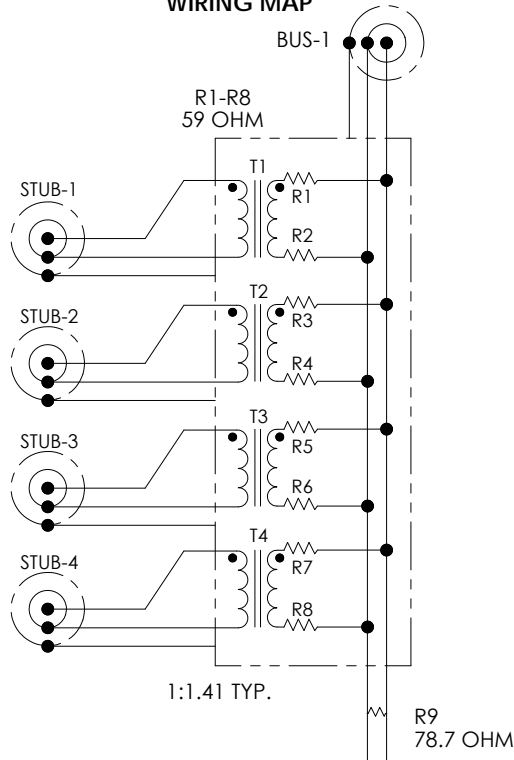 WIRING MAP
BUS-1
R1-R8
59 OHM
T1
STUB-1
R1
R2
T2
STUB-2
R3
R4
T3
STUB-3
R5
R6
T4
STUB-4
R7
R8
1:1.41 TYP.
R9
78.7 OHM